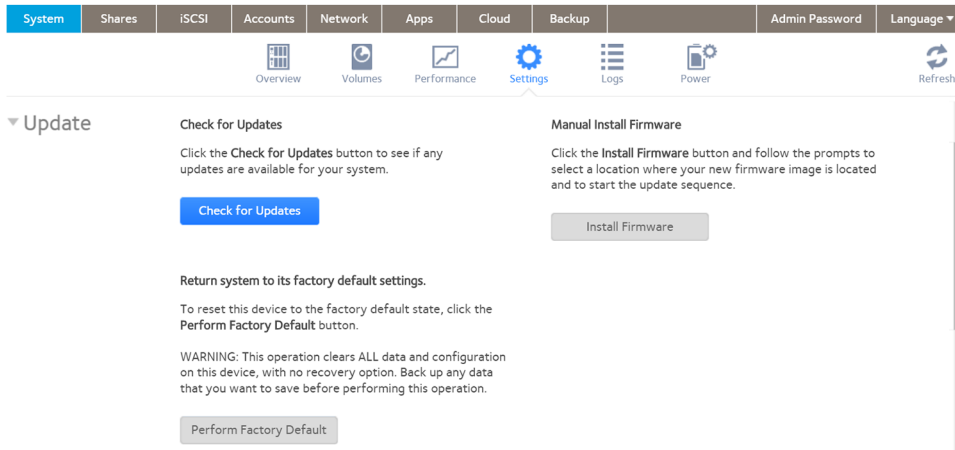 System Shares iSCSI Accounts Network Apps Cloud Backup Admin Password Language
Overview Volumes Performance Settings Logs Power Refresh
Update
Check for Updates
Click the Check for Updates button to see if any
updates are available for your system.
Check for Updates
Manual Install Firmware
Click the Install Firmware button and follow the prompts to
select a location where your new firmware image is located
and to start the update sequence.
Install Firmware
Return system to its factory default settings.
To reset this device to the factory default state, click the
Perform Factory Default button.
WARNING: This operation clears ALL data and configuration
on this device, with no recovery option. Back up any data
that you want to save before performing this operation.
Perform Factory Default